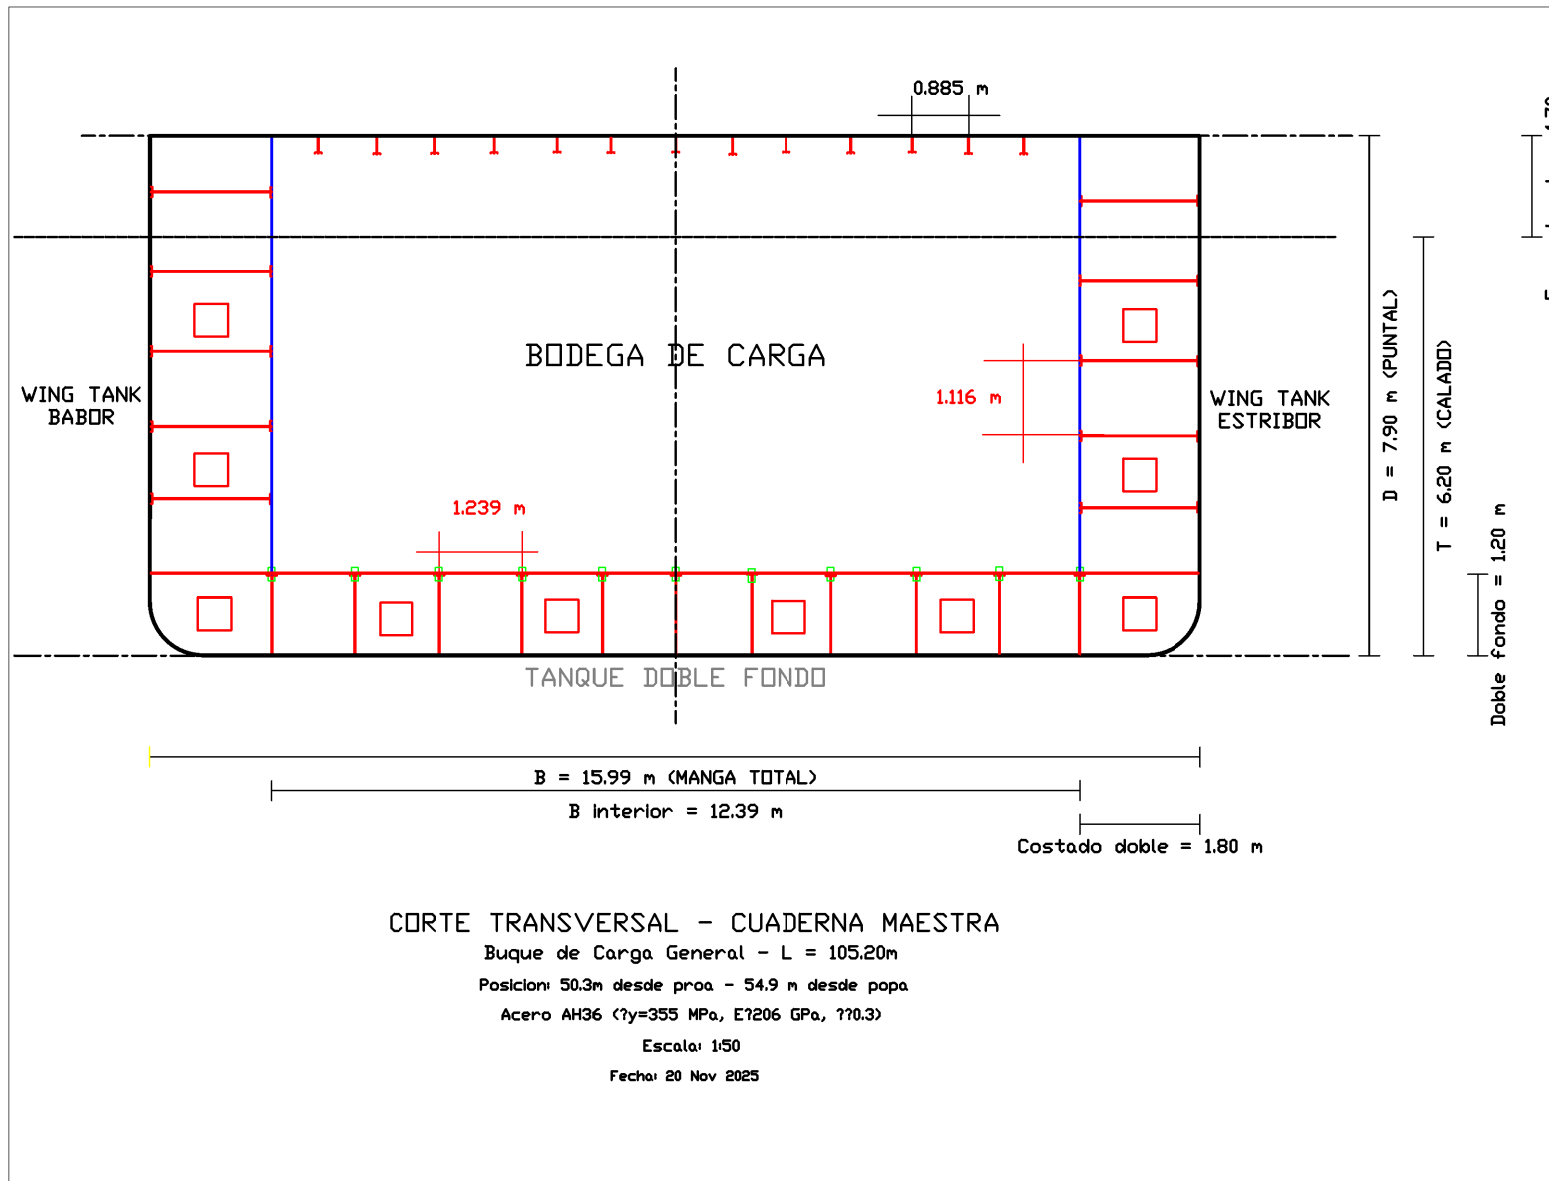 0.885 m
BODEGA DE CARGA
WING TANK
BABOR
1.116 m
WING TANK
ESTRIBOR
D = 7.90 m (PUNTAL)
T = 6.20 m (CALADO)
1.239 m
Doble fondo = 1.20 m
TANQUE DOBLE FONDO
B = 15.99 m (MANGA TOTAL)
B interior = 12.39 m
Costado doble = 1.80 m
CORTE TRANSVERSAL - CUADERNA MAESTRA
Buque de Carga General - L = 105.20m
Posicion: 50.3m desde proa - 54.9 m desde popa
Acero AH36 (?y=355 MPa, E?206 GPa, ??0.3)
Escala: 1:50
Fecha: 20 Nov 2025